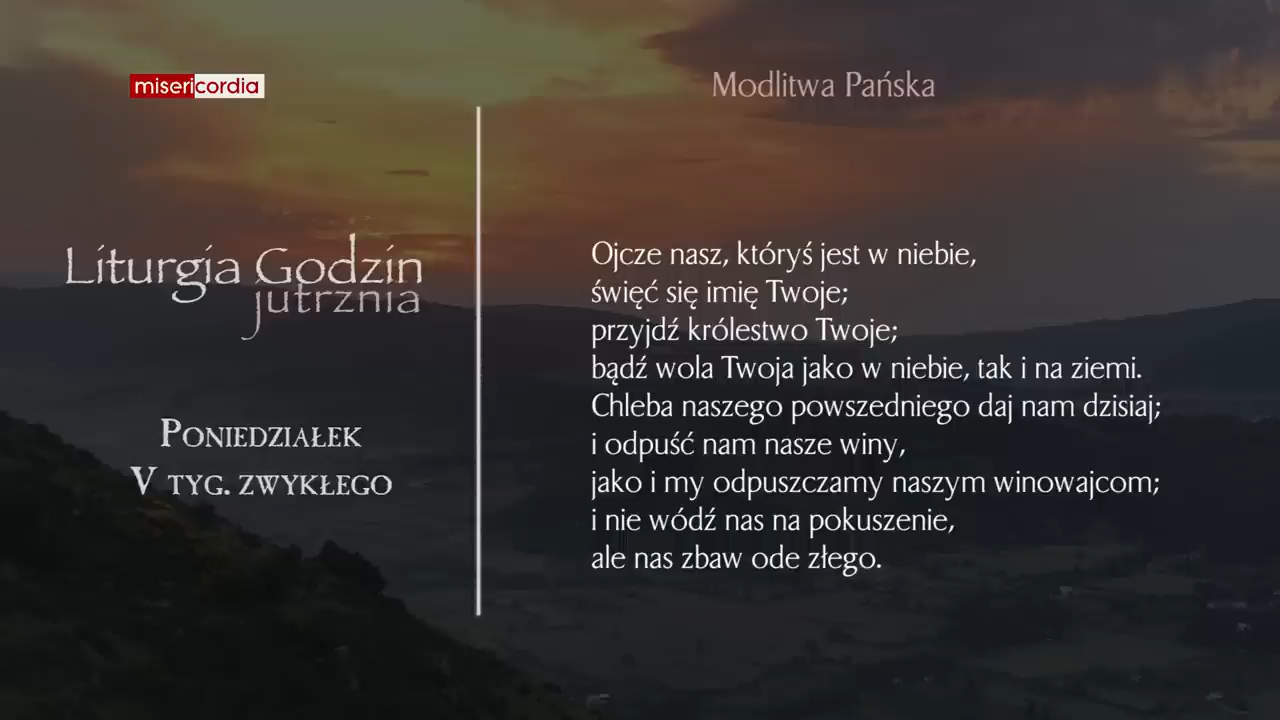 misericordia
Modlitwa Pańska
Liturgia Godzin
jutrznia
Poniedziałek
V tyg. zwykłego
Ojcze nasz, któryś jest w niebie,
święć się imię Twoje;
przyjdź królestwo Twoje;
bądź wola Twoja jako w niebie, tak i na ziemi.
Chleba naszego powszedniego daj nam dzisiaj;
i odpuść nam nasze winy,
jako i my odpuszczamy naszym winowajcom;
i nie wódź nas na pokuszenie,
ale nas zbaw ode złego.